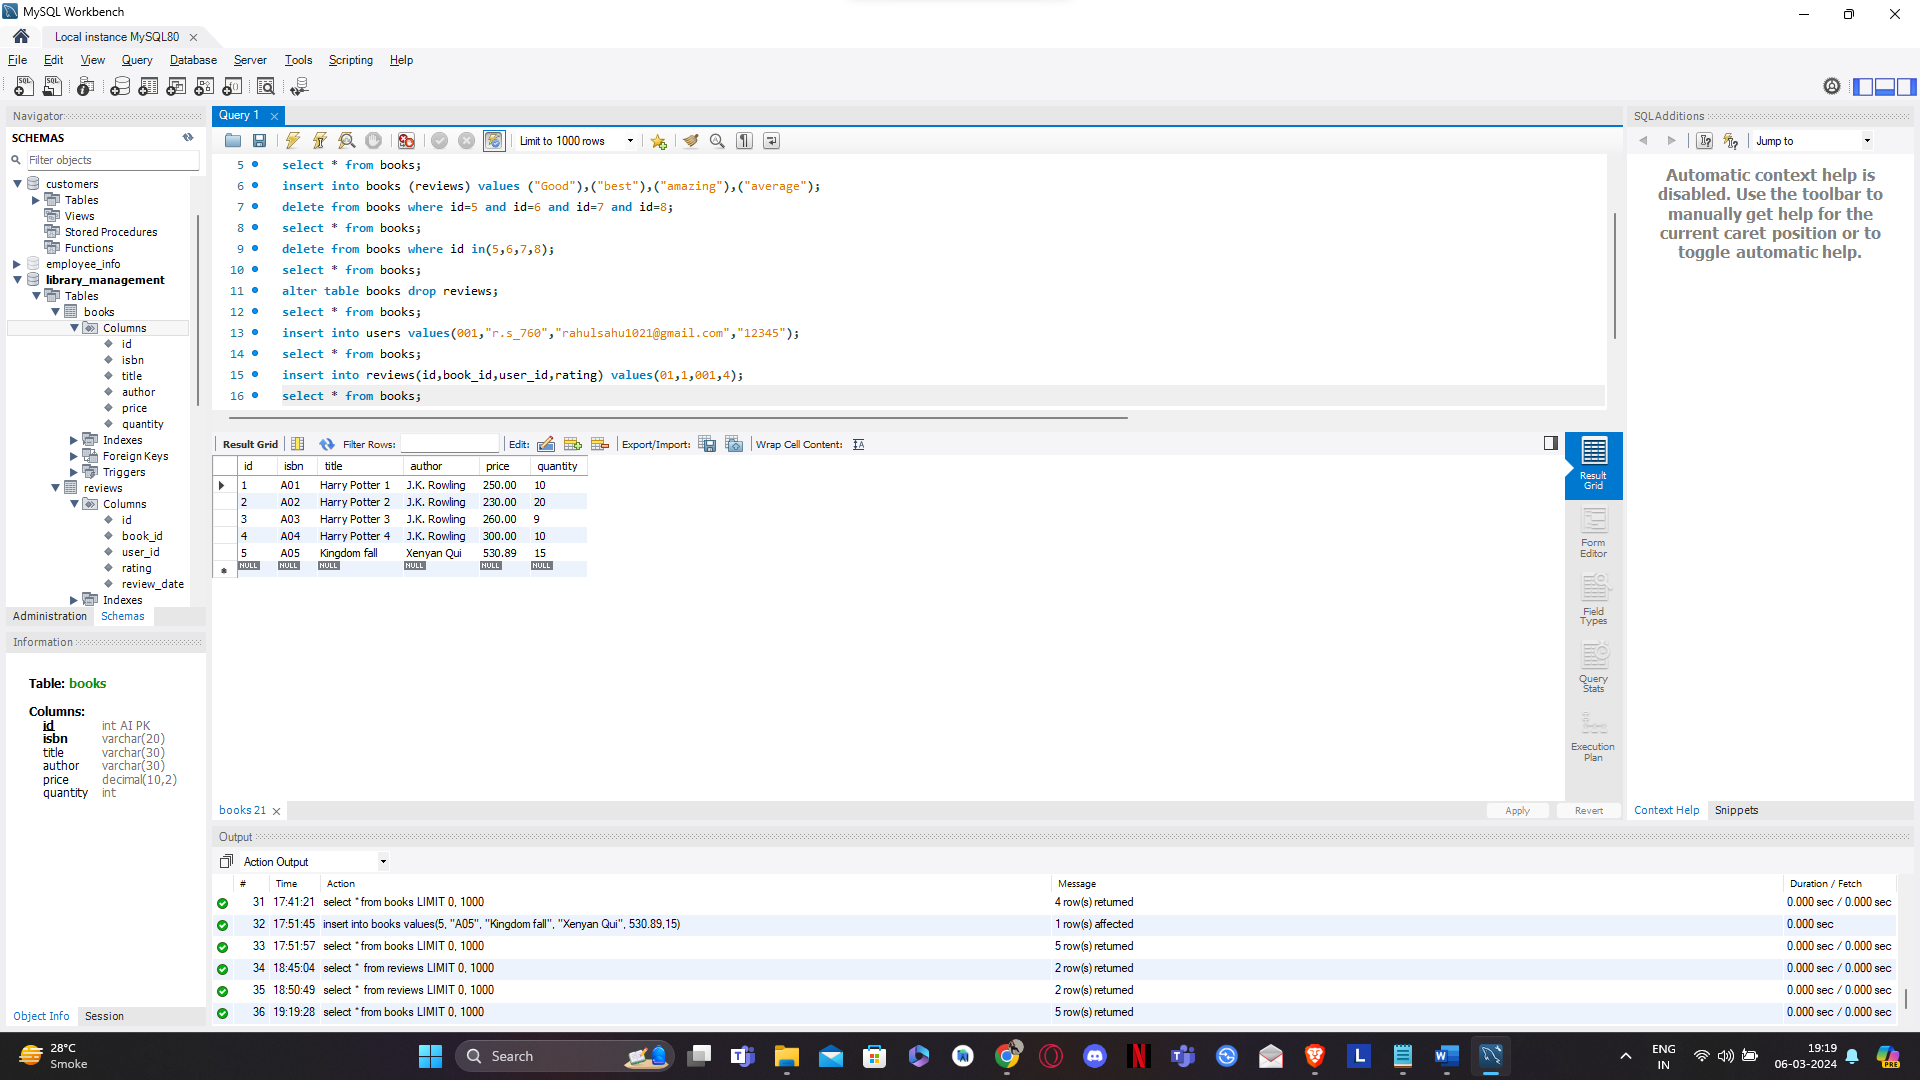 MySQL Workbench
Local instance MySQL80
File Edit View Query Database Server Tools Scripting Help
Navigator
SCHEMAS
Filter objects
customers
Tables
Views
Stored Procedures
Functions
employee_info
library_management
Tables
books
Columns
id
isbn
title
author
price
quantity
Indexes
Foreign Keys
Triggers
reviews
Columns
id
book_id
user_id
rating
review_date
Indexes
Administration Schemas
Information
Table: books
Columns:
id int AI PK
isbn varchar(20)
title varchar(30)
author varchar(30)
price decimal(10,2)
quantity int
Object Info Session
Query 1
Limit to 1000 rows
5 select * from books;
6 insert into books (reviews) values ("Good"),("best"),("amazing"),("average");
7 delete from books where id=5 and id=6 and id=7 and id=8;
8 select * from books;
9 delete from books where id in(5,6,7,8);
10 select * from books;
11 alter table books drop reviews;
12 select * from books;
13 insert into users values(001,"r.s_760","rahulsahu1021@gmail.com","12345");
14 select * from books;
15 insert into reviews(id,book_id,user_id,rating) values(01,1,001,4);
16 select * from books;
Result Grid Filter Rows: Edit: Export/Import: Wrap Cell Content:
id isbn title author price quantity
1 A01 Harry Potter 1 J.K. Rowling 250.00 10
2 A02 Harry Potter 2 J.K. Rowling 230.00 20
3 A03 Harry Potter 3 J.K. Rowling 260.00 9
4 A04 Harry Potter 4 J.K. Rowling 300.00 10
5 A05 Kingdom fall Xenyan Qui 530.89 15
NULL NULL NULL NULL NULL NULL
Result
Grid
Form
Editor
Field
Types
Query
Stats
Execution
Plan
books 21
Apply Revert
SQLAdditions
Jump to
Automatic context help is
disabled. Use the toolbar to
manually get help for the
current caret position or to
toggle automatic help.
Context Help Snippets
Output
Action Output
# Time Action Message Duration / Fetch
31 17:41:21 select * from books LIMIT 0, 1000 4 row(s) returned 0.000 sec / 0.000 sec
32 17:51:45 insert into books values(5, "A05", "Kingdom fall", "Xenyan Qui", 530.89,15) 1 row(s) affected 0.000 sec
33 17:51:57 select * from books LIMIT 0, 1000 5 row(s) returned 0.000 sec / 0.000 sec
34 18:45:04 select * from reviews LIMIT 0, 1000 2 row(s) returned 0.000 sec / 0.000 sec
35 18:50:49 select * from reviews LIMIT 0, 1000 2 row(s) returned 0.000 sec / 0.000 sec
36 19:19:28 select * from books LIMIT 0, 1000 5 row(s) returned 0.000 sec / 0.000 sec
28°C
Smoke
Search
ENG
IN
19:19
06-03-2024